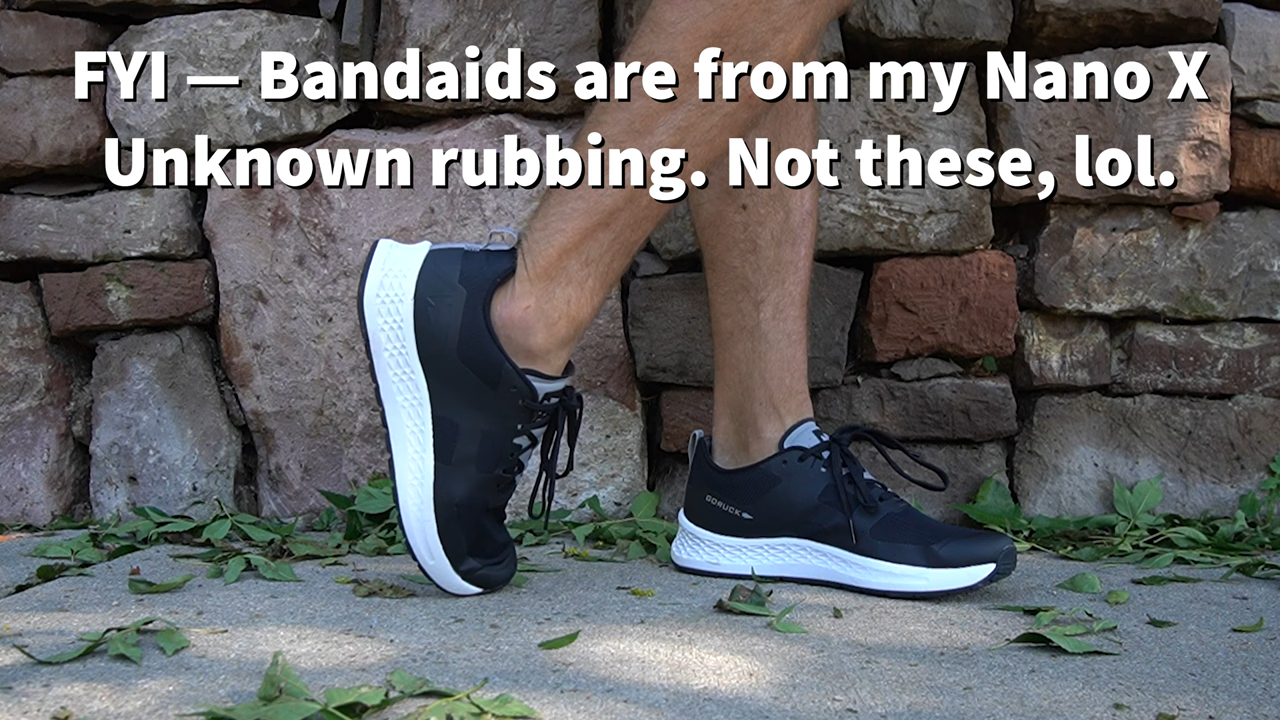 FYI — Bandaids are from my Nano X
Unknown rubbing. Not these, lol.
GORUCK